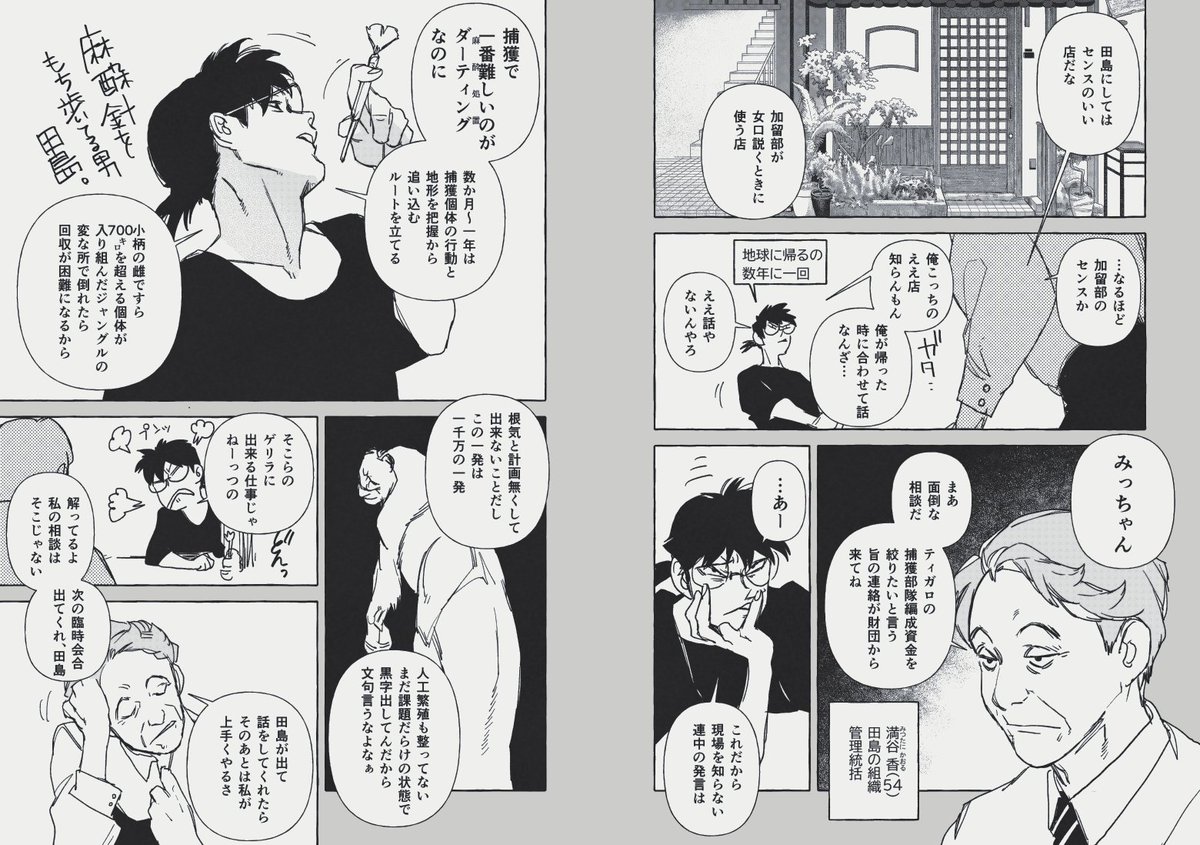 田島にしては
センスのいい
店だな
加留部が
女口説くときに
使う店
…なるほど
加留部の
センスか
俺こっちの
ええ店
知らんもん
地球に帰るの
数年に一回
俺が帰った
時に合わせて話
なんざ…
ええ話や
ないんやろ
ガタ…
みっちゃん
まあ
面倒な
相談だ
ティガロの
捕獲部隊編成資金を
絞りたいと言う
旨の連絡が財団から
来てね
満谷 香(54)
みつたに かおる
田島の組織
管理統括
…あー
これだから
現場を知らない
連中の発言は
捕獲で
一番難しいのが
ダーティング
麻酔処置
なのに
数か月〜一年は
捕獲個体の行動と
地形を把握から
追い込む
ルートを立てる
麻酔針を
もち歩いてる男
田島。
小柄の雌ですら
700キロを超える個体が
入り組んだジャングルの
変な所で倒れたら
回収が困難になるから
根気と計画無くして
出来ないことだし
この一発は
一千万の一発
人工繁殖も整ってない
まだ課題だらけの状態で
黒字出してんだから
文句言うなよなぁ
そこらの
ゲリラに
出来る仕事じゃ
ねーっつの
プンッ
どんっ
解ってるよ
私の相談は
そこじゃない
次の臨時会合
出てくれ、田島
田島が出て
話をしてくれたら
そのあとは私が
上手くやるさ